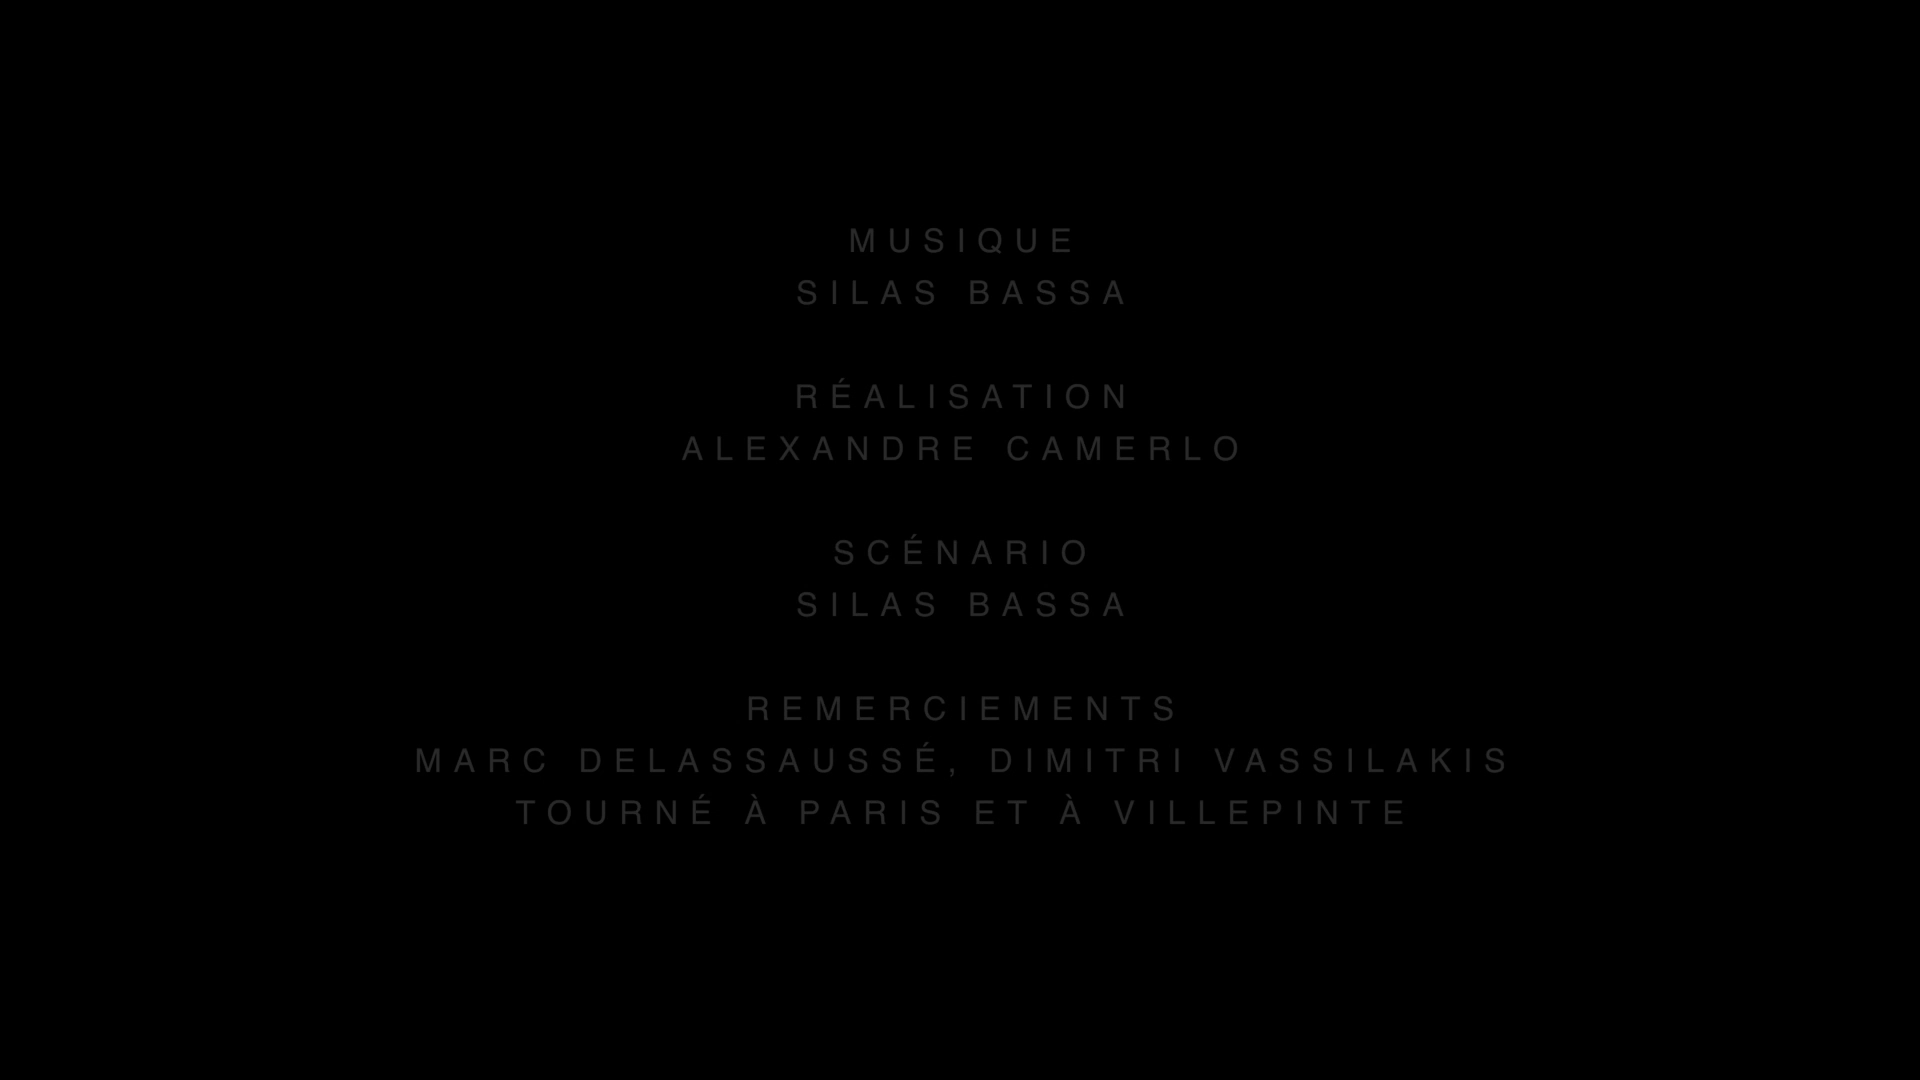 MUSIQUE
SILAS BASSA
RÉALISATION
ALEXANDRE CAMERLO
SCÉNARIO
SILAS BASSA
REMERCIEMENTS
MARC DELASSAUSSÉ, DIMITRI VASSILAKIS
TOURNÉ À PARIS ET À VILLEPINTE